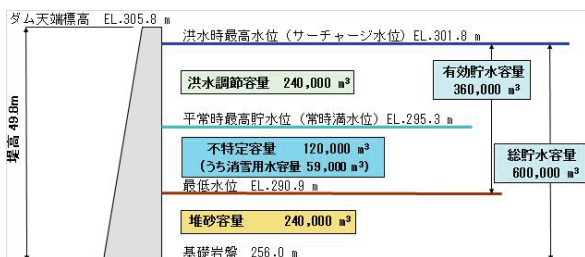 ダム天端標高 EL.305.8 m
洪水時最高水位（サーチャージ水位）EL.301.8 m
有効貯水容量
360,000 m³
洪水調節容量 240,000 m³
堤高 49.8m
平常時最高貯水位（常時満水位）EL.295.3 m
不特定容量 120,000 m³
（うち消雪用水容量 59,000 m³）
総貯水容量
600,000 m³
最低水位 EL.290.9 m
堆砂容量 240,000 m³
基礎岩盤 256.0 m